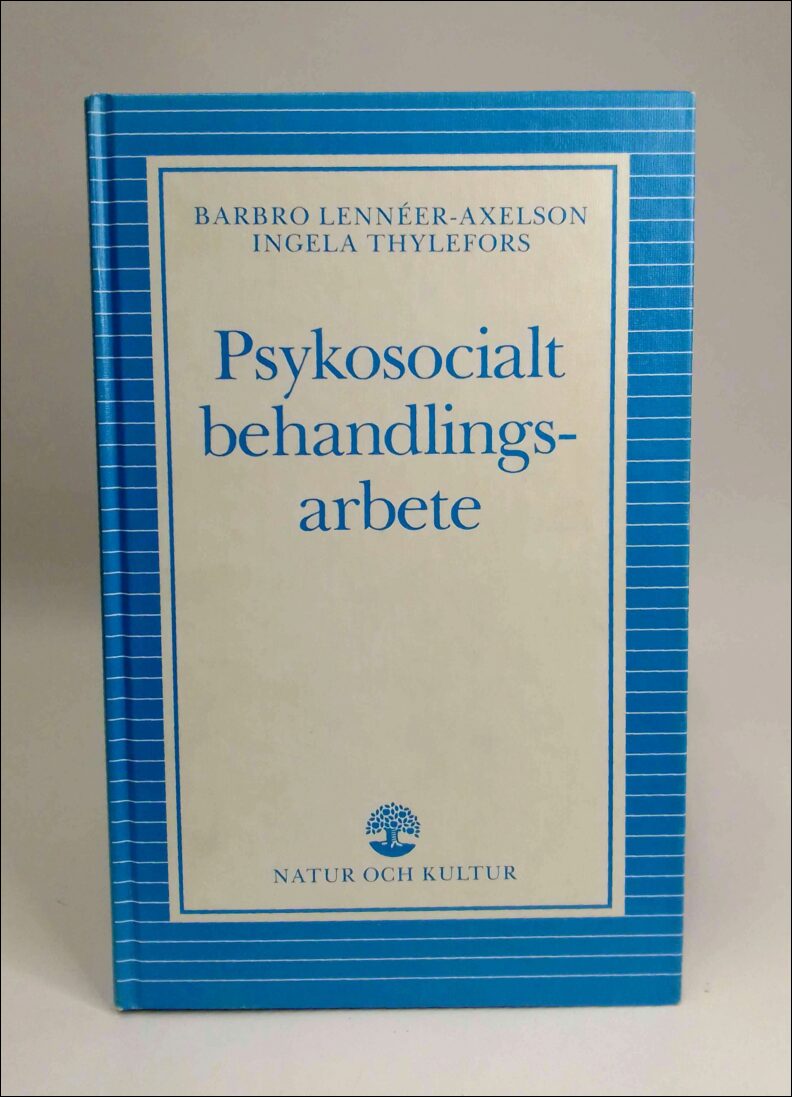 BARBRO LENNÉER-AXELSON
INGELA THYLEFORS
Psykosocialt
behandlings-
arbete
NATUR OCH KULTUR